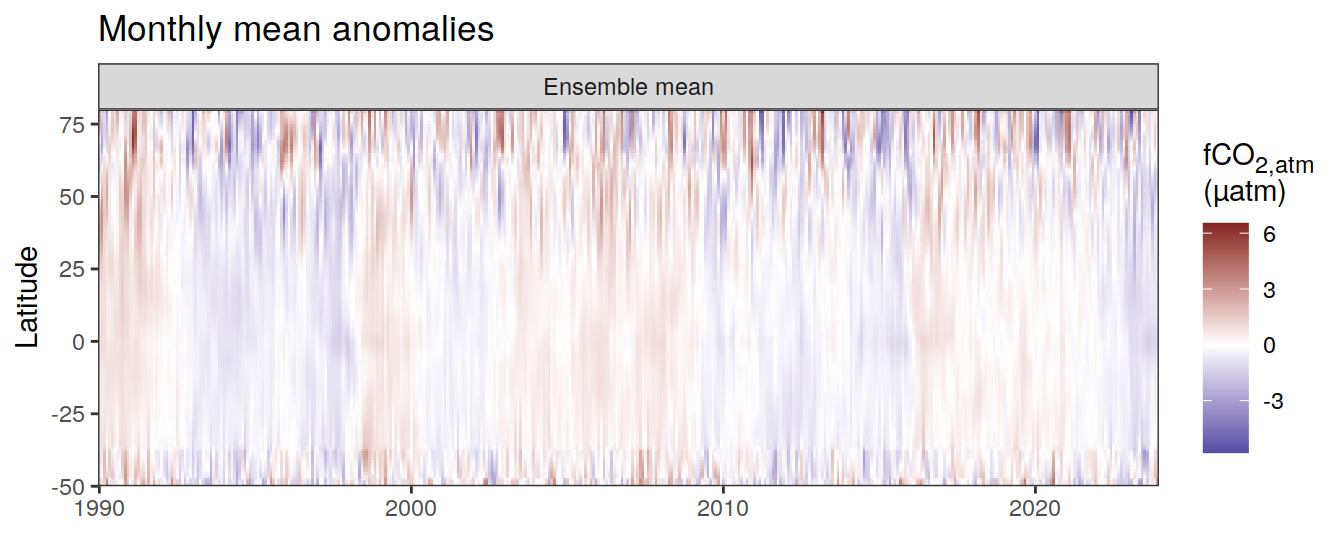 Monthly mean anomalies
Ensemble mean
Latitude
75
50
25
0
-25
-50
1990 2000 2010 2020
fCO2,atm
(μatm)
6
3
0
-3